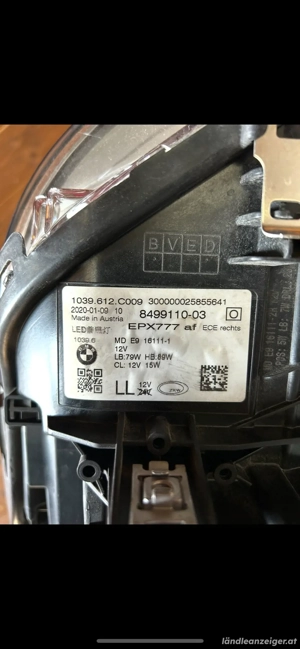 BVED
1039.612.C009 300000025855641
2020-01-09 10
Made in Austria
8499110-03
EPX777 af ECE rechts
LED
1039.6
MD E9 16111-1
12V
LB:79W HB:89W
CL: 12V 15W
LL 12V
24V
ländleanzeiger.at